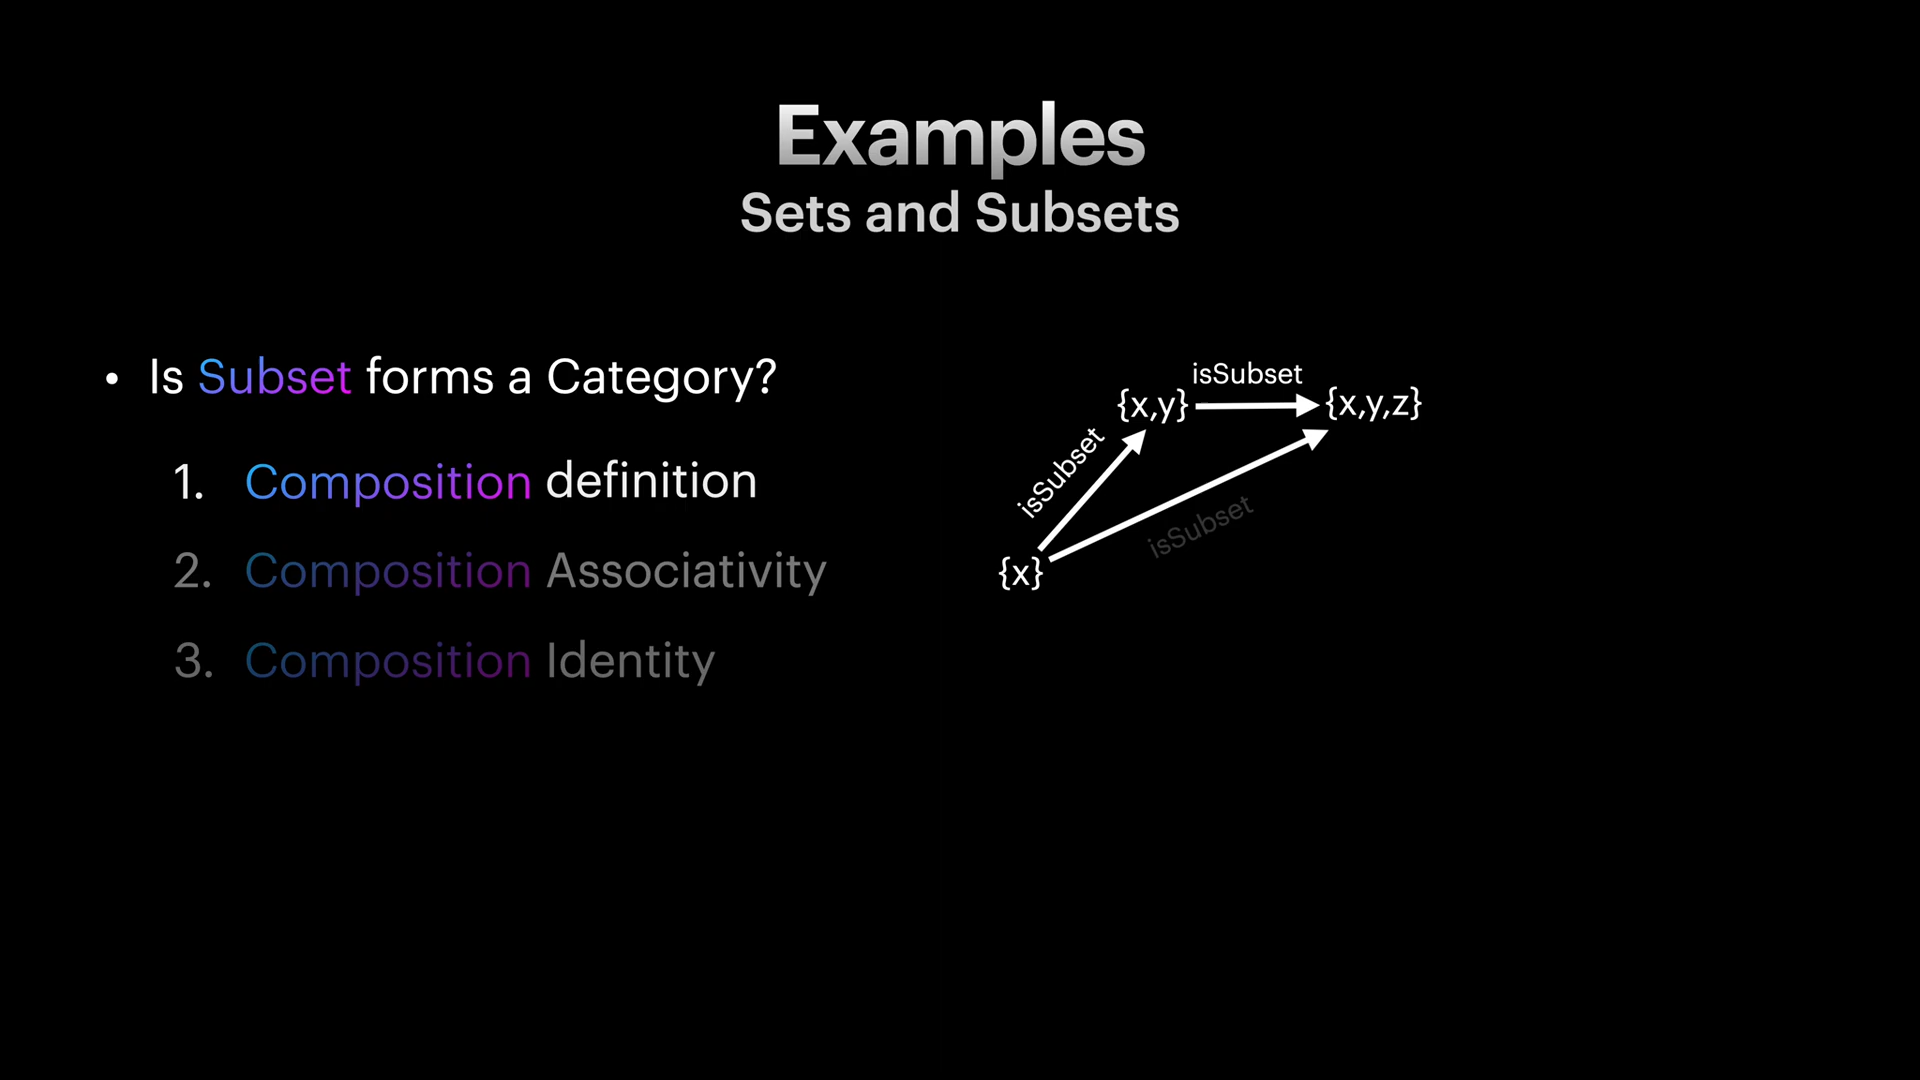 Examples
Sets and Subsets
• Is Subset forms a Category?
1. Composition definition
2. Composition Associativity
3. Composition Identity
isSubset
{x,y}
{x,y,z}
isSubset
isSubset
{x}